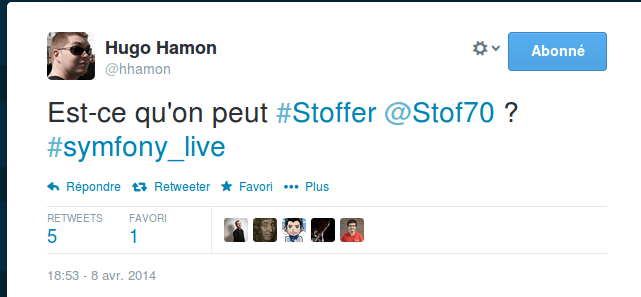 Hugo Hamon
@hhamon
Abonné
Est-ce qu'on peut #Stoffer @Stof70 ?
#symfony_live
Répondre Retweeter Favori Plus
RETWEETS FAVORI
5 1
18:53 - 8 avr. 2014